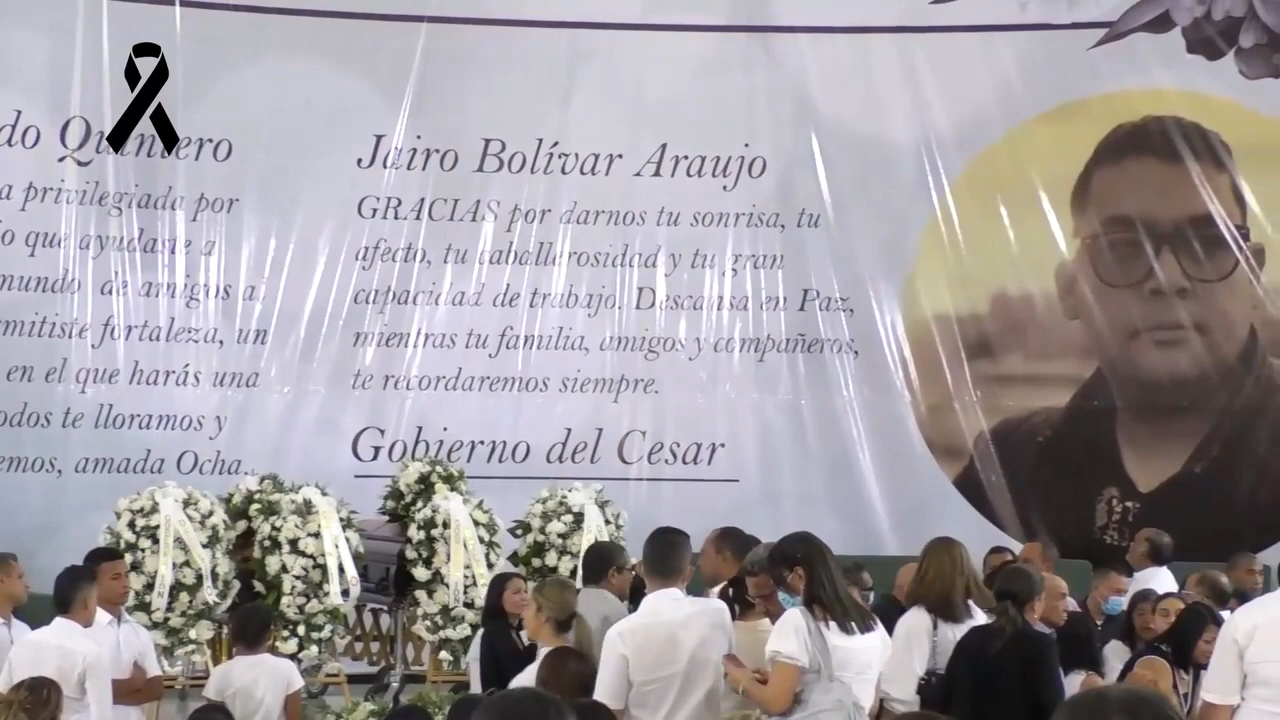 do Quintero
a privilegiada por
o que ayudaste a
mundo de amigos a
mitiste fortaleza, un
en el que harás una
odos te lloramos y
emos, amada Ocha.
Jairo Bolívar Araujo
GRACIAS por darnos tu sonrisa, tu
afecto, tu caballerosidad y tu gran
capacidad de trabajo. Descansa en Paz,
mientras tu familia, amigos y compañeros,
te recordaremos siempre.
Gobierno del Cesar